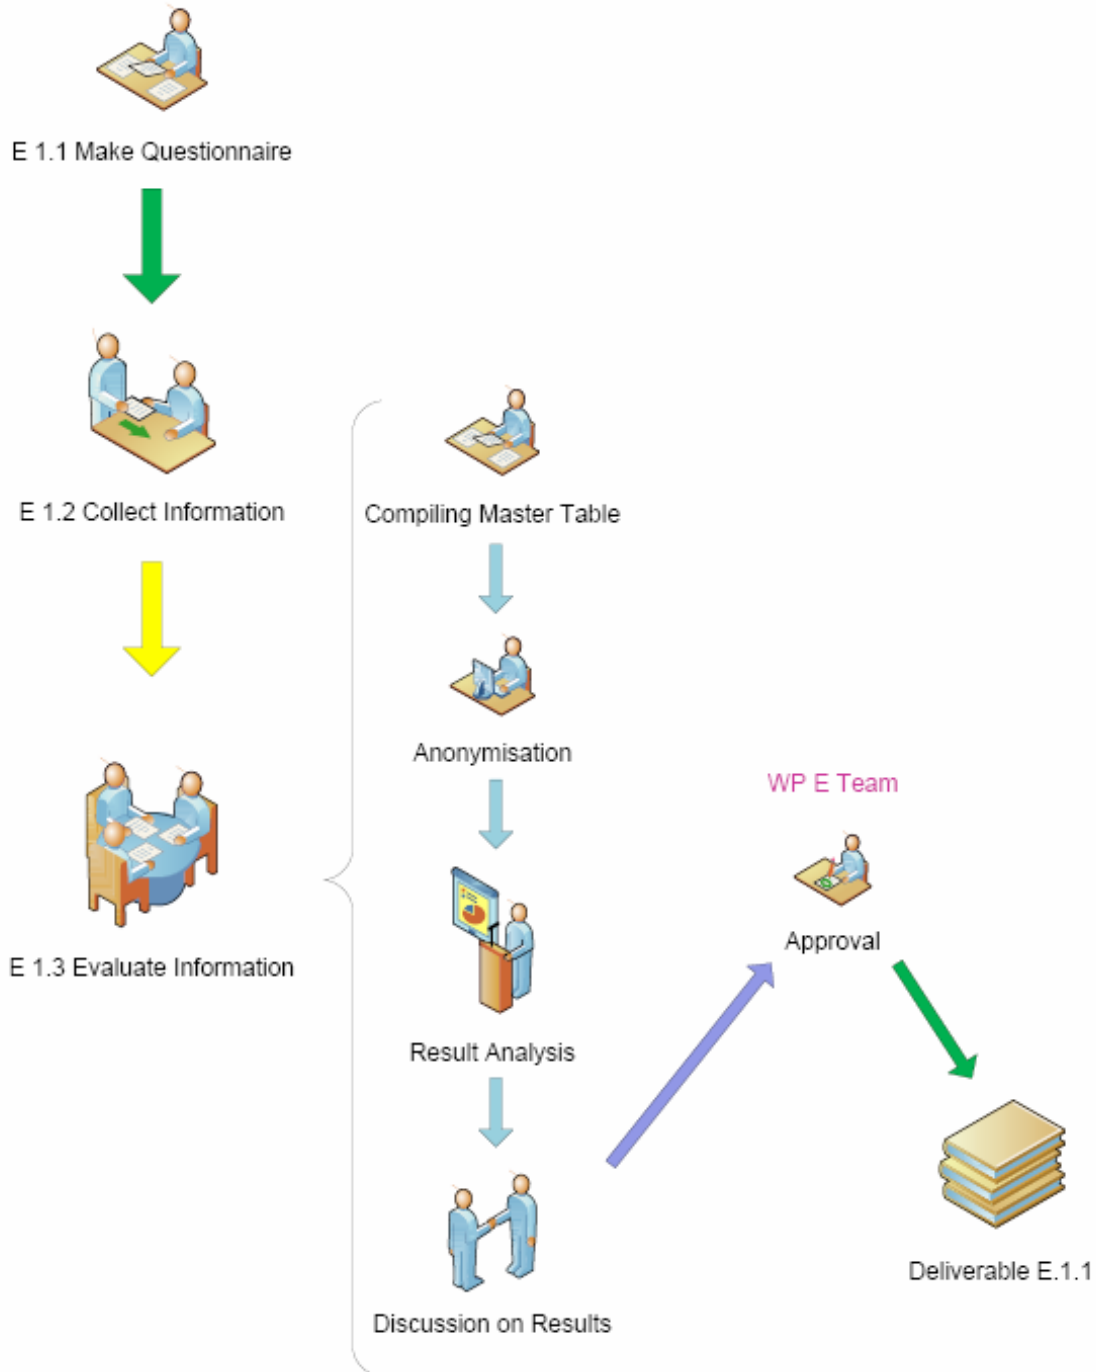 E 1.1 Make Questionnaire
E 1.2 Collect Information
E 1.3 Evaluate Information
Compiling Master Table
Anonymisation
Result Analysis
Discussion on Results
WP E Team
Approval
Deliverable E.1.1